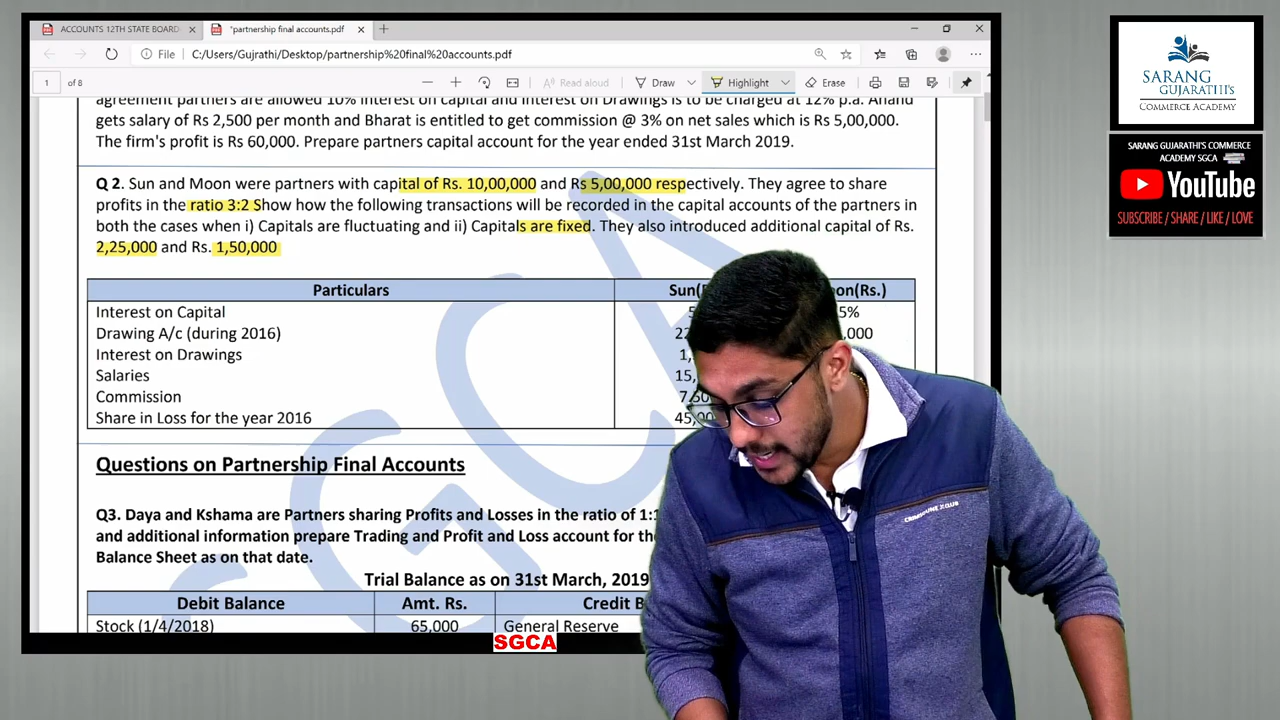 ACCOUNTS 12TH STATE BOARD
*partnership final accounts.pdf
File C:/Users/Gujrathi/Desktop/partnership%20final%20accounts.pdf
1 of 8 Read aloud Draw Highlight Erase
agreement partners are allowed 10% interest on capital and interest on Drawings is to be charged at 12% p.a. Anand
gets salary of Rs 2,500 per month and Bharat is entitled to get commission @ 3% on net sales which is Rs 5,00,000.
The firm's profit is Rs 60,000. Prepare partners capital account for the year ended 31st March 2019.
Q 2. Sun and Moon were partners with capital of Rs. 10,00,000 and Rs 5,00,000 respectively. They agree to share
profits in the ratio 3:2 Show how the following transactions will be recorded in the capital accounts of the partners in
both the cases when i) Capitals are fluctuating and ii) Capitals are fixed. They also introduced additional capital of Rs.
2,25,000 and Rs. 1,50,000
Particulars
Interest on Capital 5%
Drawing A/c (during 2016)
Interest on Drawings
Salaries
Commission
Share in Loss for the year 2016
Questions on Partnership Final Accounts
Q3. Daya and Kshama are Partners sharing Profits and Losses in the ratio of
and additional information prepare Trading and Profit and Loss account for the
Balance Sheet as on that date.
Trial Balance as on 31st March, 2019
Debit Balance Amt. Rs. Credit
Stock (1/4/2018) 65,000 General Reserve
SGCA
SGCA
CRIMSOUNE CLUB
SARANG
GUJARATHI'S
COMMERCE ACADEMY
SARANG GUJARATHI'S COMMERCE
ACADEMY SGCA
YouTube
SUBSCRIBE / SHARE / LIKE / LOVE